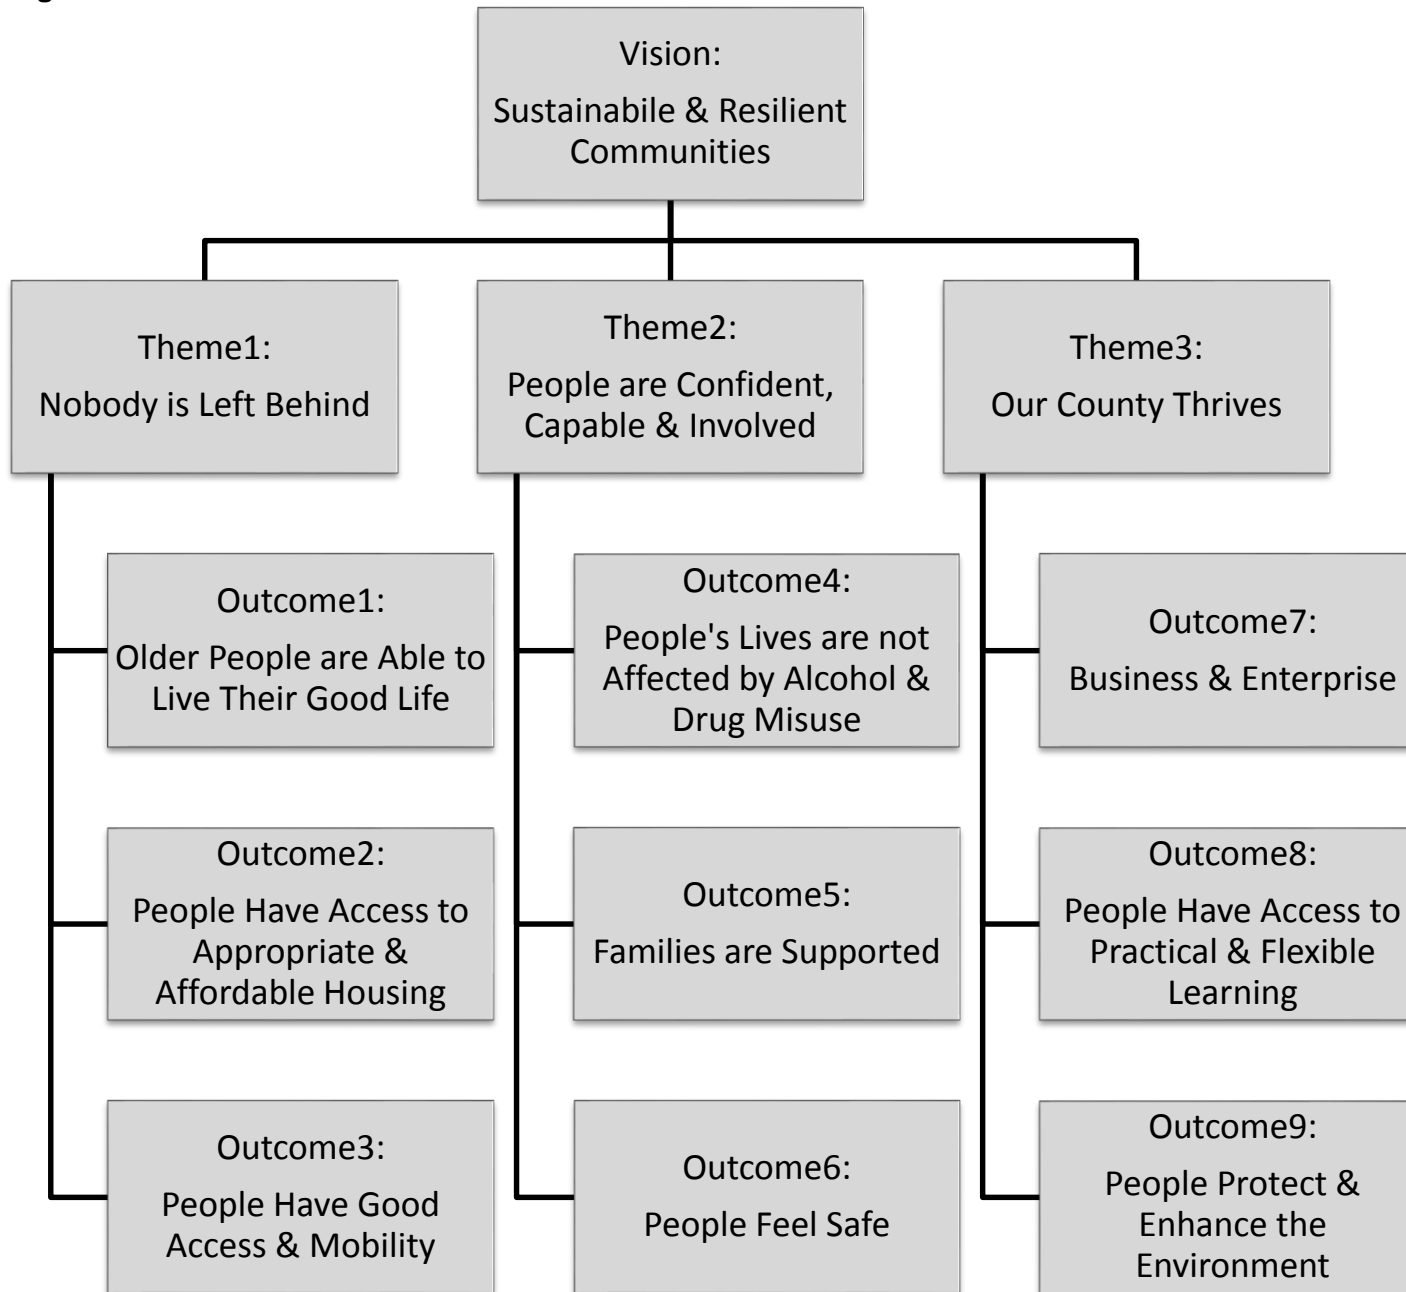 Vision:
Sustainabile & Resilient
Communities
Theme1:
Nobody is Left Behind
Theme2:
People are Confident,
Capable & Involved
Theme3:
Our County Thrives
Outcome1:
Older People are Able to
Live Their Good Life
Outcome2:
People Have Access to
Appropriate &
Affordable Housing
Outcome3:
People Have Good
Access & Mobility
Outcome4:
People's Lives are not
Affected by Alcohol &
Drug Misuse
Outcome5:
Families are Supported
Outcome6:
People Feel Safe
Outcome7:
Business & Enterprise
Outcome8:
People Have Access to
Practical & Flexible
Learning
Outcome9:
People Protect &
Enhance the
Environment